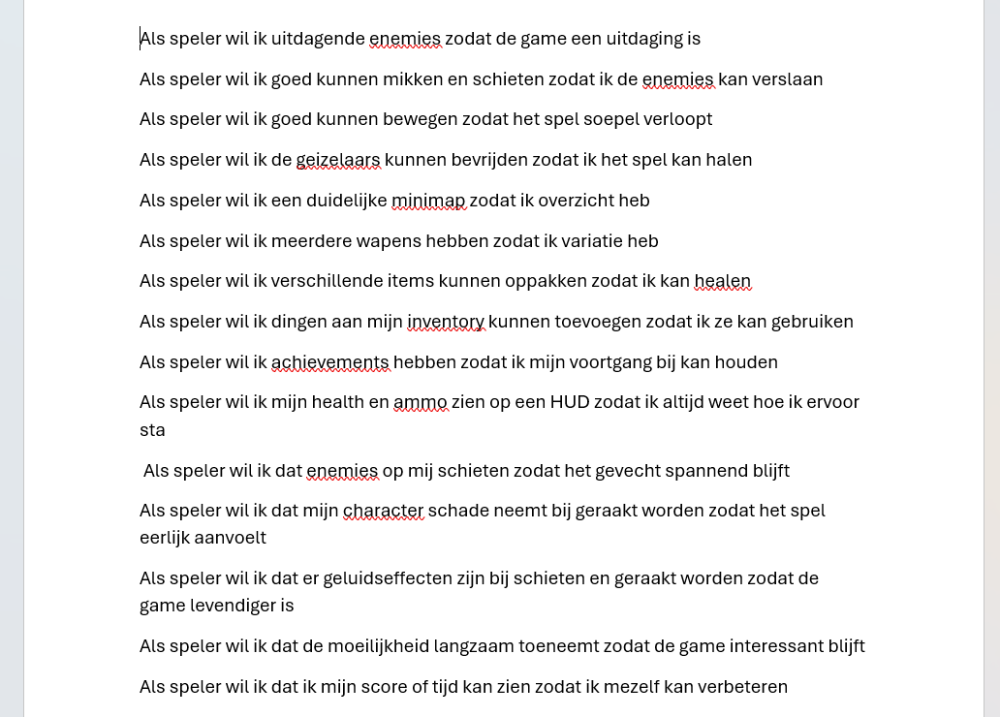 Als speler wil ik uitdagende enemies zodat de game een uitdaging is
Als speler wil ik goed kunnen mikken en schieten zodat ik de enemies kan verslaan
Als speler wil ik goed kunnen bewegen zodat het spel soepel verloopt
Als speler wil ik de geizelaars kunnen bevrijden zodat ik het spel kan halen
Als speler wil ik een duidelijke minimap zodat ik overzicht heb
Als speler wil ik meerdere wapens hebben zodat ik variatie heb
Als speler wil ik verschillende items kunnen oppakken zodat ik kan healen
Als speler wil ik dingen aan mijn inventory kunnen toevoegen zodat ik ze kan gebruiken
Als speler wil ik achievements hebben zodat ik mijn voortgang bij kan houden
Als speler wil ik mijn health en ammo zien op een HUD zodat ik altijd weet hoe ik ervoor
sta
Als speler wil ik dat enemies op mij schieten zodat het gevecht spannend blijft
Als speler wil ik dat mijn character schade neemt bij geraakt worden zodat het spel
eerlijk aanvoelt
Als speler wil ik dat er geluidseffecten zijn bij schieten en geraakt worden zodat de
game levendiger is
Als speler wil ik dat de moeilijkheid langzaam toeneemt zodat de game interessant blijft
Als speler wil ik dat ik mijn score of tijd kan zien zodat ik mezelf kan verbeteren